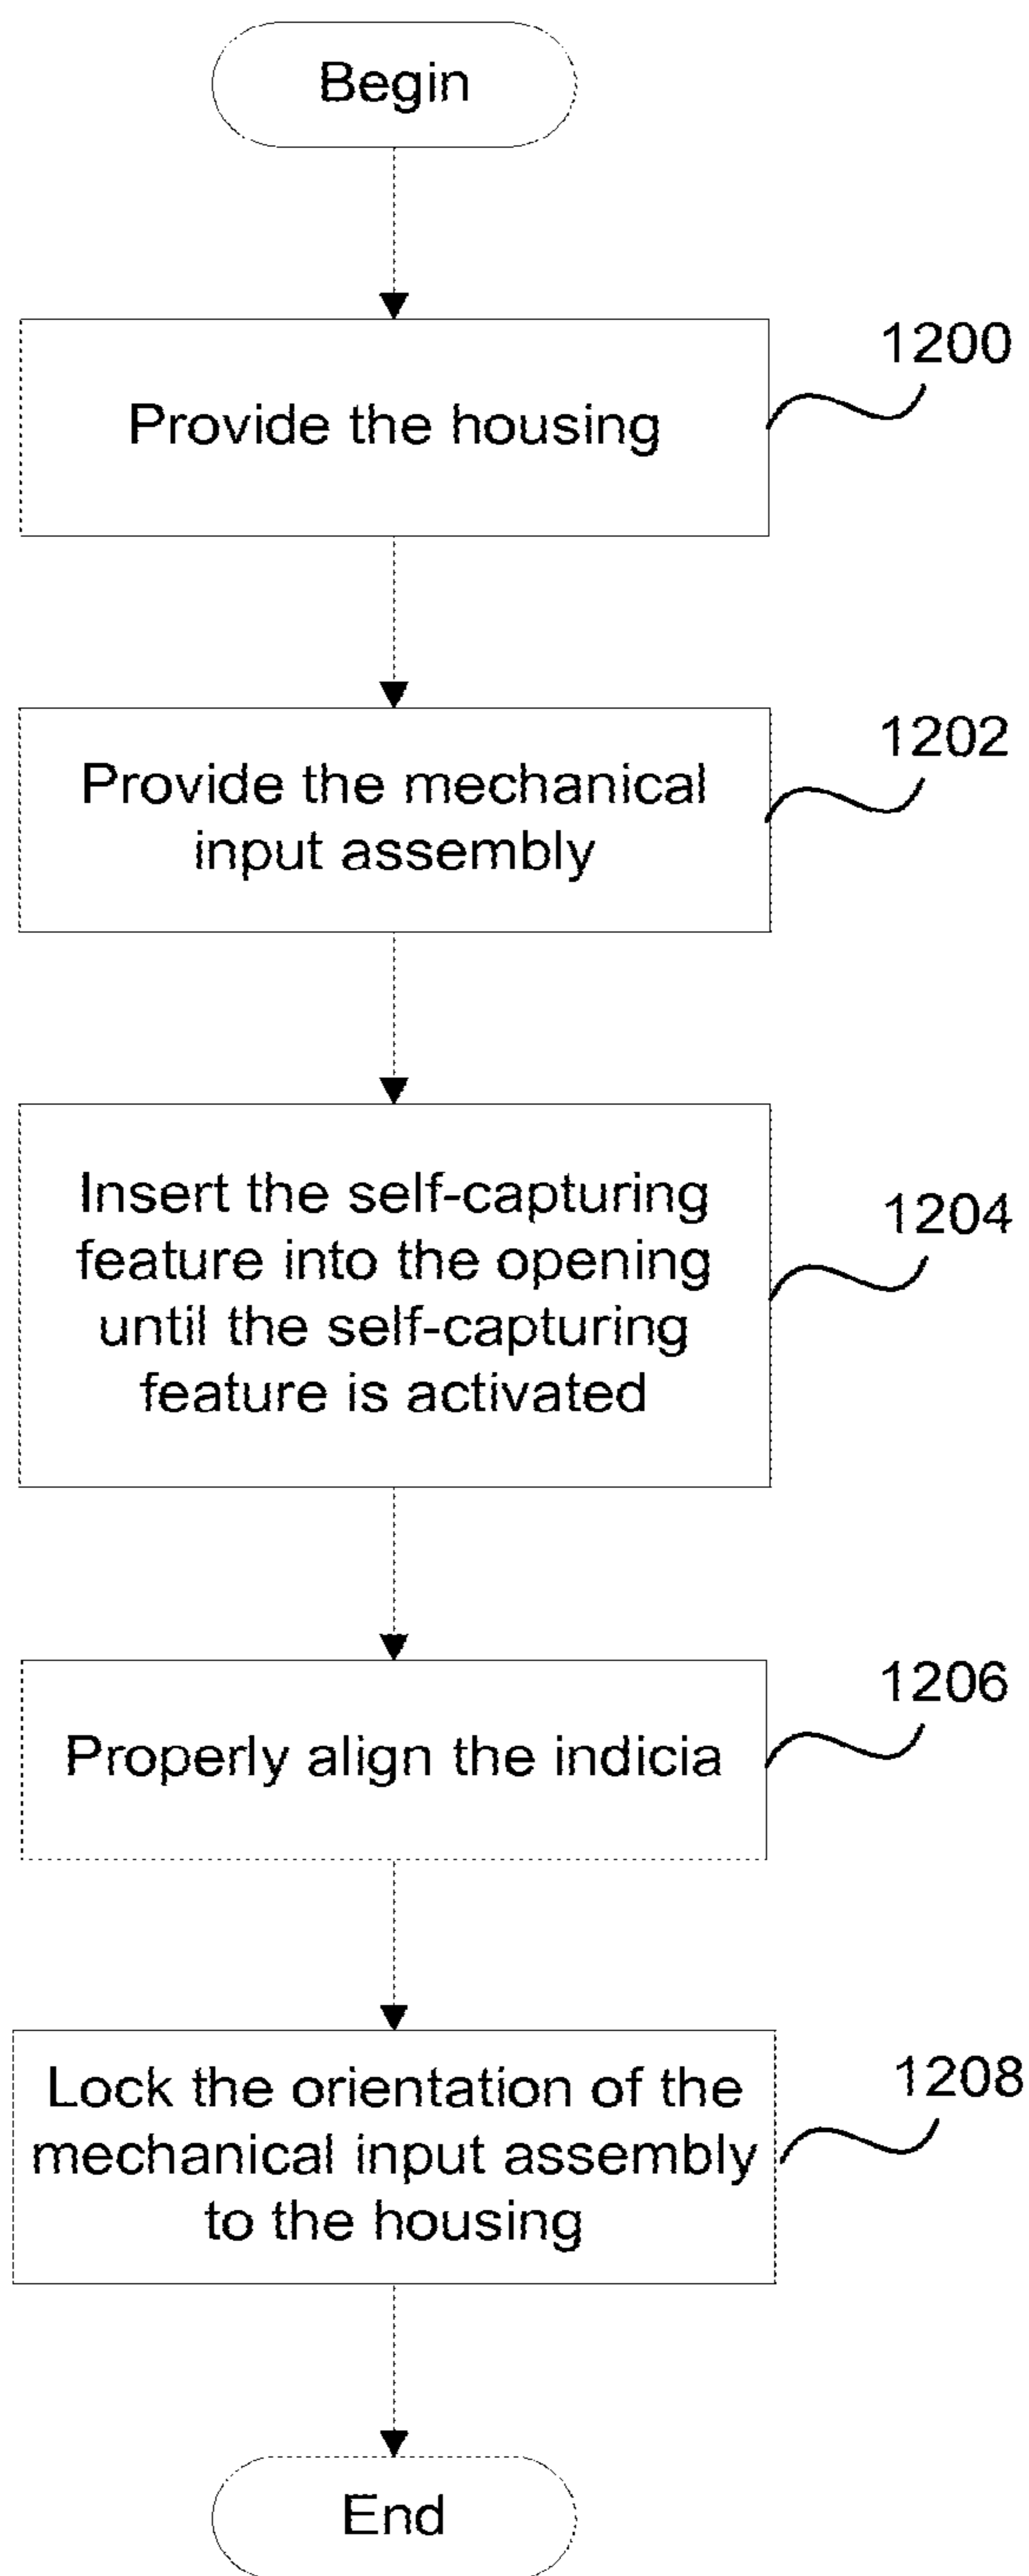 Begin
1200
Provide the housing
1202
Provide the mechanical
input assembly
1204
Insert the self-capturing
feature into the opening
until the self-capturing
feature is activated
1206
Properly align the indicia
1208
Lock the orientation of the
mechanical input assembly
to the housing
End